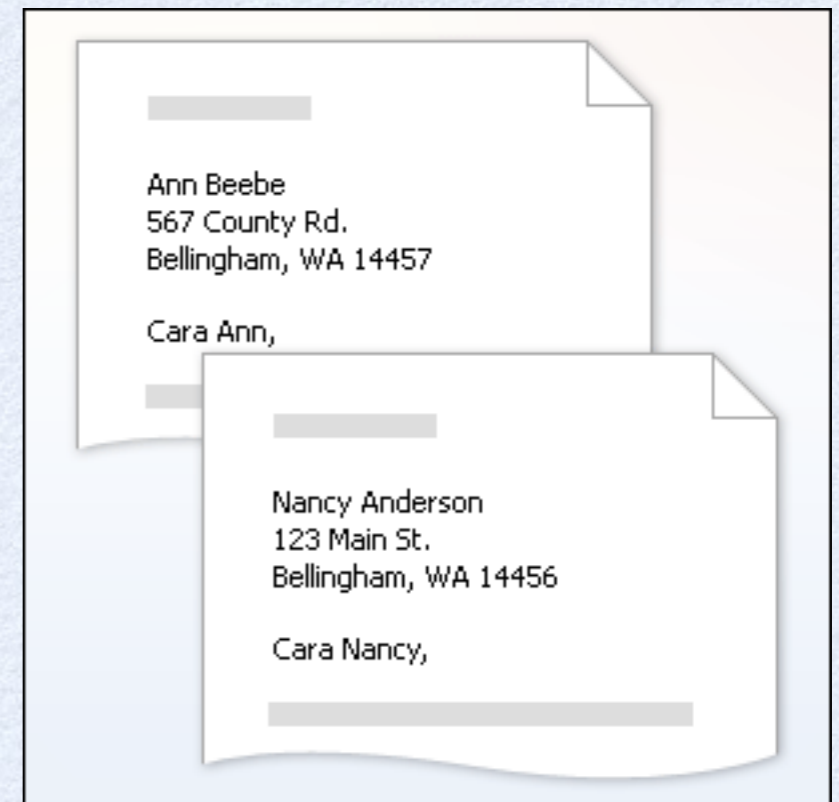 Ann Beebe
567 County Rd.
Bellingham, WA 14457
Cara Ann,
Nancy Anderson
123 Main St.
Bellingham, WA 14456
Cara Nancy,